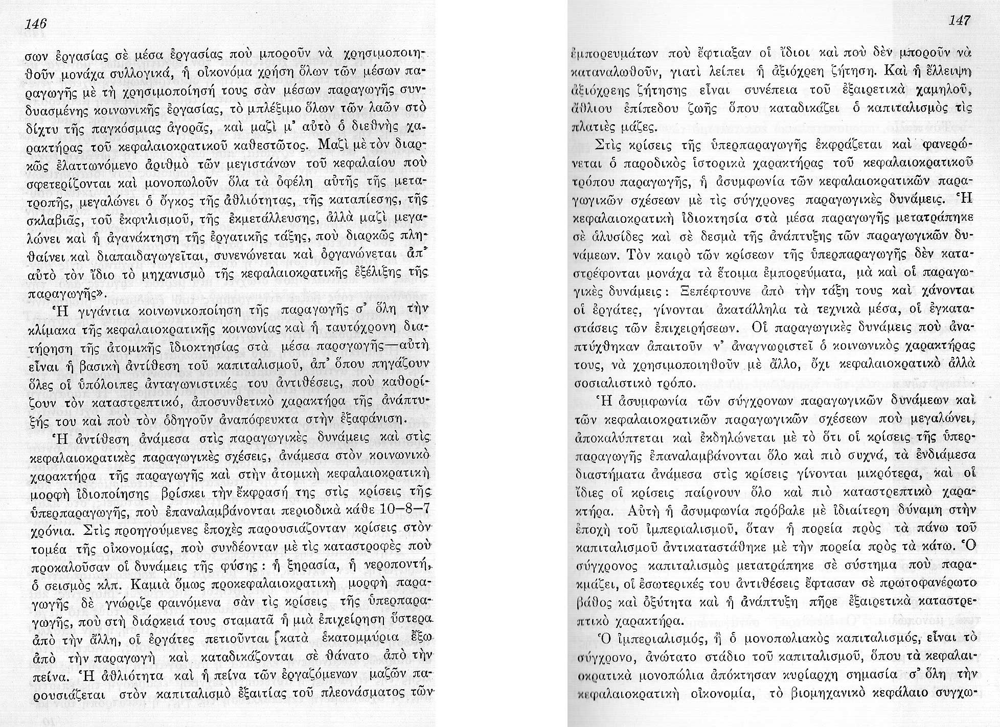 146
σων ἐργασίας σὲ μέσα ἐργασίας ποὺ μποροῦν νὰ χρησιμοποιη-
θοῦν μονάχα συλλογικά, ἡ οἰκονόμα χρήση ὅλων τῶν μέσων πα-
ραγωγῆς μὲ τὴ χρησιμοποίησή τους σὰν μέσων παραγωγῆς συν-
δυασμένης κοινωνικῆς ἐργασίας, τὸ μπλέξιμο ὅλων τῶν λαῶν στὸ
δίχτυ τῆς παγκόσμιας ἀγορᾶς, καὶ μαζὶ μ' αὐτὸ ὁ διεθνὴς χα-
ρακτήρας τοῦ κεφαλαιοκρατικοῦ καθεστῶτος. Μαζὶ μὲ τὸν διαρ-
κῶς ἐλαττωνόμενο ἀριθμὸ τῶν μεγιστάνων τοῦ κεφαλαίου ποὺ
σφετερίζονται καὶ μονοπωλοῦν ὅλα τὰ ὀφέλη αὐτῆς τῆς μετα-
τροπῆς, μεγαλώνει ὁ ὄγκος τῆς ἀθλιότητας, τῆς καταπίεσης, τῆς
σκλαβιᾶς, τοῦ ἐκφυλισμοῦ, τῆς ἐκμετάλλευσης, ἀλλὰ μαζὶ μεγα-
λώνει καὶ ἡ ἀγανάκτηση τῆς ἐργατικῆς τάξης, ποὺ διαρκῶς πλη-
θαίνει καὶ διαπαιδαγωγεῖται, συνενώνεται καὶ ὀργανώνεται ἀπ'
αὐτὸ τὸν ἴδιο τὸ μηχανισμὸ τῆς κεφαλαιοκρατικῆς ἐξέλιξης τῆς
παραγωγῆς».
Ἡ γιγάντια κοινωνικοποίηση τῆς παραγωγῆς σ' ὅλη τὴν
κλίμακα τῆς κεφαλαιοκρατικῆς κοινωνίας καὶ ἡ ταυτόχρονη δια-
τήρηση τῆς ἀτομικῆς ἰδιοκτησίας στὰ μέσα παραγωγῆς—αὐτὴ
εἶναι ἡ βασικὴ ἀντίθεση τοῦ καπιταλισμοῦ, ἀπ' ὅπου πηγάζουν
ὅλες οἱ ὑπόλοιπες ἀνταγωνιστικές του ἀντιθέσεις, ποὺ καθορί-
ζουν τὸν καταστρεπτικό, ἀποσυνθετικὸ χαρακτήρα τῆς ἀνάπτυ-
ξής του καὶ ποὺ τὸν ὁδηγοῦν ἀναπόφευκτα στὴν ἐξαφάνιση.
Ἡ ἀντίθεση ἀνάμεσα στὶς παραγωγικὲς δυνάμεις καὶ στὶς
κεφαλαιοκρατικὲς παραγωγικὲς σχέσεις, ἀνάμεσα στὸν κοινωνικὸ
χαρακτήρα τῆς παραγωγῆς καὶ στὴν ἀτομικὴ κεφαλαιοκρατικὴ
μορφὴ ἰδιοποίησης βρίσκει τὴν ἔκφρασή της στὶς κρίσεις τῆς
ὑπερπαραγωγῆς, ποὺ ἐπαναλαμβάνονται περιοδικὰ κάθε 10—8—7
χρόνια. Στὶς προηγούμενες ἐποχὲς παρουσιάζονταν κρίσεις στὸν
τομέα τῆς οἰκονομίας, ποὺ συνδέονταν μὲ τὶς καταστροφὲς ποὺ
προκαλοῦσαν οἱ δυνάμεις τῆς φύσης : ἡ ξηρασία, ἡ νεροποντή,
ὁ σεισμὸς κλπ. Καμιὰ ὅμως προκεφαλαιοκρατικὴ μορφὴ παρα-
γωγῆς δὲ γνώριζε φαινόμενα σὰν τὶς κρίσεις τῆς ὑπερπαρα-
γωγῆς, ποὺ στὴ διάρκειά τους σταματᾶ ἡ μιὰ ἐπιχείρηση ὕστερα
ἀπὸ τὴν ἄλλη, οἱ ἐργάτες πετιοῦνται [κατὰ ἑκατομμύρια ἔξω
ἀπὸ τὴν παραγωγὴ καὶ καταδικάζονται σὲ θάνατο ἀπὸ τὴν
πείνα. Ἡ ἀθλιότητα καὶ ἡ πείνα τῶν ἐργαζόμενων μαζῶν πα-
ρουσιάζεται στὸν καπιταλισμὸ ἐξαιτίας τοῦ πλεονάσματος τῶν
147
ἐμπορευμάτων ποὺ ἔφτιαξαν οἱ ἴδιοι καὶ ποὺ δὲν μποροῦν νὰ
καταναλωθοῦν, γιατὶ λείπει ἡ ἀξιόχρεη ζήτηση. Καὶ ἡ ἔλλειψη
ἀξιόχρεης ζήτησης εἶναι συνέπεια τοῦ ἐξαιρετικὰ χαμηλοῦ,
ἄθλιου ἐπίπεδου ζωῆς ὅπου καταδικάζει ὁ καπιταλισμὸς τὶς
πλατιὲς μάζες.
Στὶς κρίσεις τῆς ὑπερπαραγωγῆς ἐκφράζεται καὶ φανερώ-
νεται ὁ παροδικὸς ἱστορικὰ χαρακτήρας τοῦ κεφαλαιοκρατικοῦ
τρόπου παραγωγῆς, ἡ ἀσυμφωνία τῶν κεφαλαιοκρατικῶν παρα-
γωγικῶν σχέσεων μὲ τὶς σύγχρονες παραγωγικὲς δυνάμεις. Ἡ
κεφαλαιοκρατικὴ ἰδιοκτησία στὰ μέσα παραγωγῆς μετατράπηκε
σὲ ἁλυσίδες καὶ σὲ δεσμὰ τῆς ἀνάπτυξης τῶν παραγωγικῶν δυ-
νάμεων. Τὸν καιρὸ τῶν κρίσεων τῆς ὑπερπαραγωγῆς δὲν κατα-
στρέφονται μονάχα τὰ ἕτοιμα ἐμπορεύματα, μὰ καὶ οἱ παραγω-
γικὲς δυνάμεις : Ξεπέφτουνε ἀπὸ τὴν τάξη τους καὶ χάνονται
οἱ ἐργάτες, γίνονται ἀκατάλληλα τὰ τεχνικὰ μέσα, οἱ ἐγκατα-
στάσεις τῶν ἐπιχειρήσεων. Οἱ παραγωγικὲς δυνάμεις ποὺ ἀνα-
πτύχθηκαν ἀπαιτοῦν ν' ἀναγνωριστεῖ ὁ κοινωνικὸς χαρακτήρας
τους, νὰ χρησιμοποιηθοῦν μὲ ἄλλο, ὄχι κεφαλαιοκρατικὸ ἀλλὰ
σοσιαλιστικὸ τρόπο.
Ἡ ἀσυμφωνία τῶν σύγχρονων παραγωγικῶν δυνάμεων καὶ
τῶν κεφαλαιοκρατικῶν παραγωγικῶν σχέσεων ποὺ μεγαλώνει,
ἀποκαλύπτεται καὶ ἐκδηλώνεται μὲ τὸ ὅτι οἱ κρίσεις τῆς ὑπερ-
παραγωγῆς ἐπαναλαμβάνονται ὅλο καὶ πιὸ συχνά, τὰ ἐνδιάμεσα
διαστήματα ἀνάμεσα στὶς κρίσεις γίνονται μικρότερα, καὶ οἱ
ἴδιες οἱ κρίσεις παίρνουν ὅλο καὶ πιὸ καταστρεπτικὸ χαρα-
κτήρα. Αὐτὴ ἡ ἀσυμφωνία πρόβαλε μὲ ἰδιαίτερη δύναμη στὴν
ἐποχὴ τοῦ ἰμπεριαλισμοῦ, ὅταν ἡ πορεία πρὸς τὰ πάνω τοῦ
καπιταλισμοῦ ἀντικαταστάθηκε μὲ τὴν πορεία πρὸς τὰ κάτω. Ὁ
σύγχρονος καπιταλισμὸς μετατράπηκε σὲ σύστημα ποὺ παρα-
κμάζει, οἱ ἐσωτερικές του ἀντιθέσεις ἔφτασαν σὲ πρωτοφανέρωτο
βάθος καὶ ὀξύτητα καὶ ἡ ἀνάπτυξη πῆρε ἐξαιρετικὰ καταστρε-
πτικὸ χαρακτήρα.
Ὁ ἰμπεριαλισμός, ἢ ὁ μονοπωλιακὸς καπιταλισμός, εἶναι τὸ
σύγχρονο, ἀνώτατο στάδιο τοῦ καπιταλισμοῦ, ὅπου τὰ κεφαλαι-
οκρατικὰ μονοπώλια ἀπόκτησαν κυρίαρχη σημασία σ' ὅλη τὴν
κεφαλαιοκρατικὴ οἰκονομία, τὸ βιομηχανικὸ κεφάλαιο συγχω-